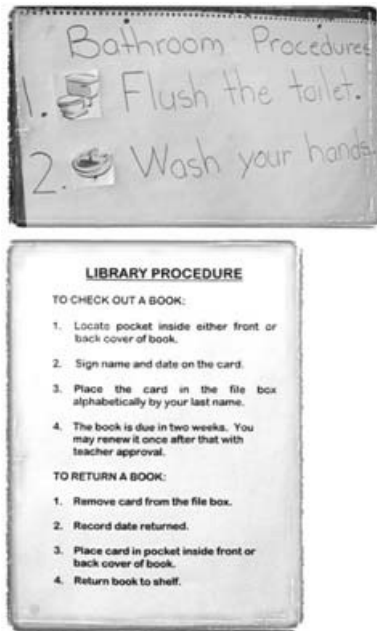 Bathroom Procedures
1. Flush the toilet.
2. Wash your hands.
LIBRARY PROCEDURE
TO CHECK OUT A BOOK:
1. Locate pocket inside either front or
back cover of book.
2. Sign name and date on the card.
3. Place the card in the file box
alphabetically by your last name.
4. The book is due in two weeks. You
may renew it once after that with
teacher approval.
TO RETURN A BOOK:
1. Remove card from the file box.
2. Record date returned.
3. Place card in pocket inside front or
back cover of book.
4. Return book to shelf.